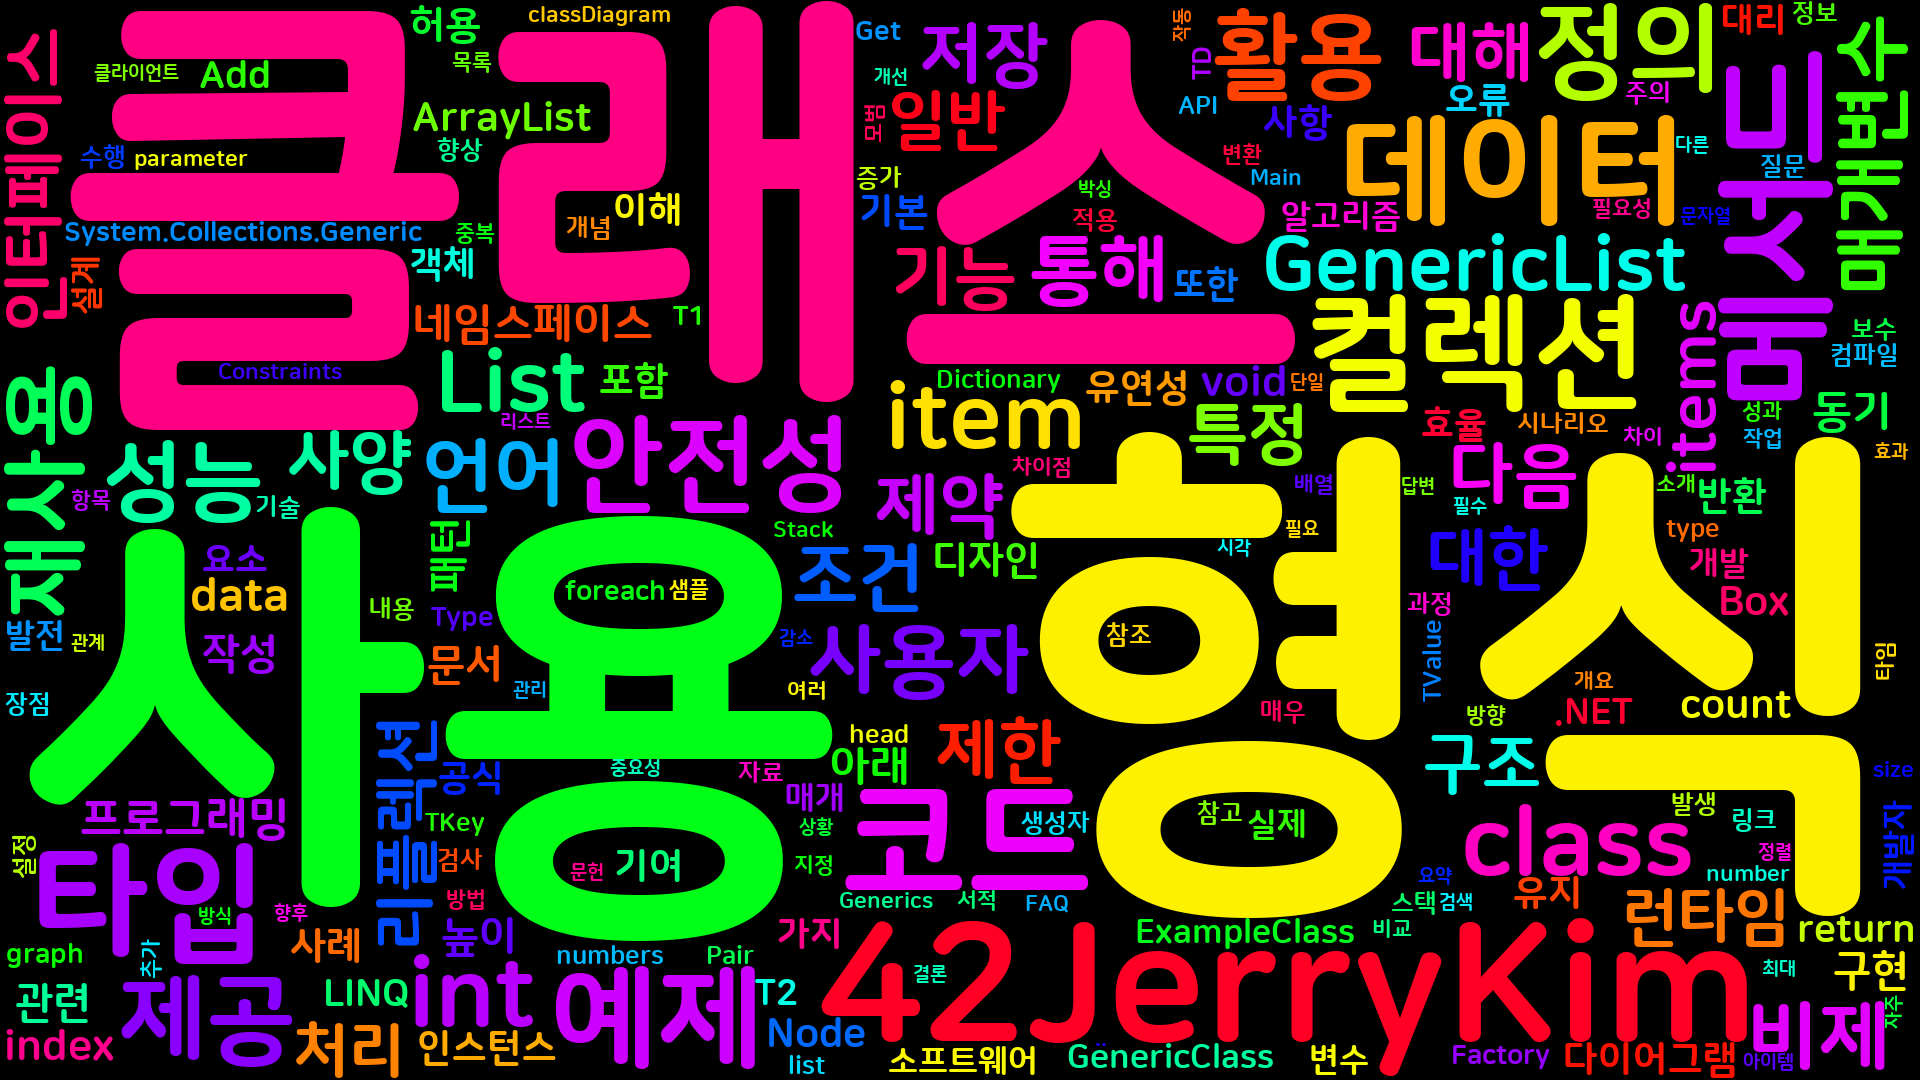 클래스
사용
형식
42JerryKim
데이터
컬렉션
메서드
정의
활용
코드
안전성
GenericList
item
class
List
타입
제공
예제
int
매개변수
인터페이스
재사용
성능
사양
언어
제약
조건
사용자
제한
특정
다음
대한
구조
런타임
비제
return
구현
다이어그램
Factory
변수
GenericClass
소프트웨어
ExampleClass
Node
list
T2
인스턴스
처리
LINQ
index
관련
graph
사례
높이
numbers
Pair
가지
리플렉션
프로그래밍
허용
classDiagram
Get
저장
작동
TD
API
대해
대리
정보
오류
주의
사항
클라이언트
Add
목록
ArrayList
개선
모범
일반
향상
수행
parameter
증가
기본
박싱
적용
변환
Main
알고리즘
필요성
문자열
다른
질문
이해
개념
중복
System.Collections.Generic
객체
설계
기능
통해
또한
네임스페이스
T1
items
보수
컴파일
Constraints
포함
리스트
Dictionary
유연성
void
단일
효율
시나리오
차이
성과
작업
동기
효과
차이점
배열
답변
필수
소개
반환
항목
기술
패턴
Stack
디자인
시각
필요
type
개발
Box
요소
data
내용
Type
foreach
샘플
감소
참조
과정
TValue
타임
발전
관계
작성
문서
관리
여러
장점
매우
방향
개요
.NET
count
head
아래
중요성
자료
공식
매개
TKey
상황
생성자
참고
실제
발생
링크
size
개발자
정렬
number
설정
검사
방법
문헌
기여
지정
Generics
서적
FAQ
요약
스택
검색
유지
비교
방식
향후
추가
결론
최대
자주
아이템